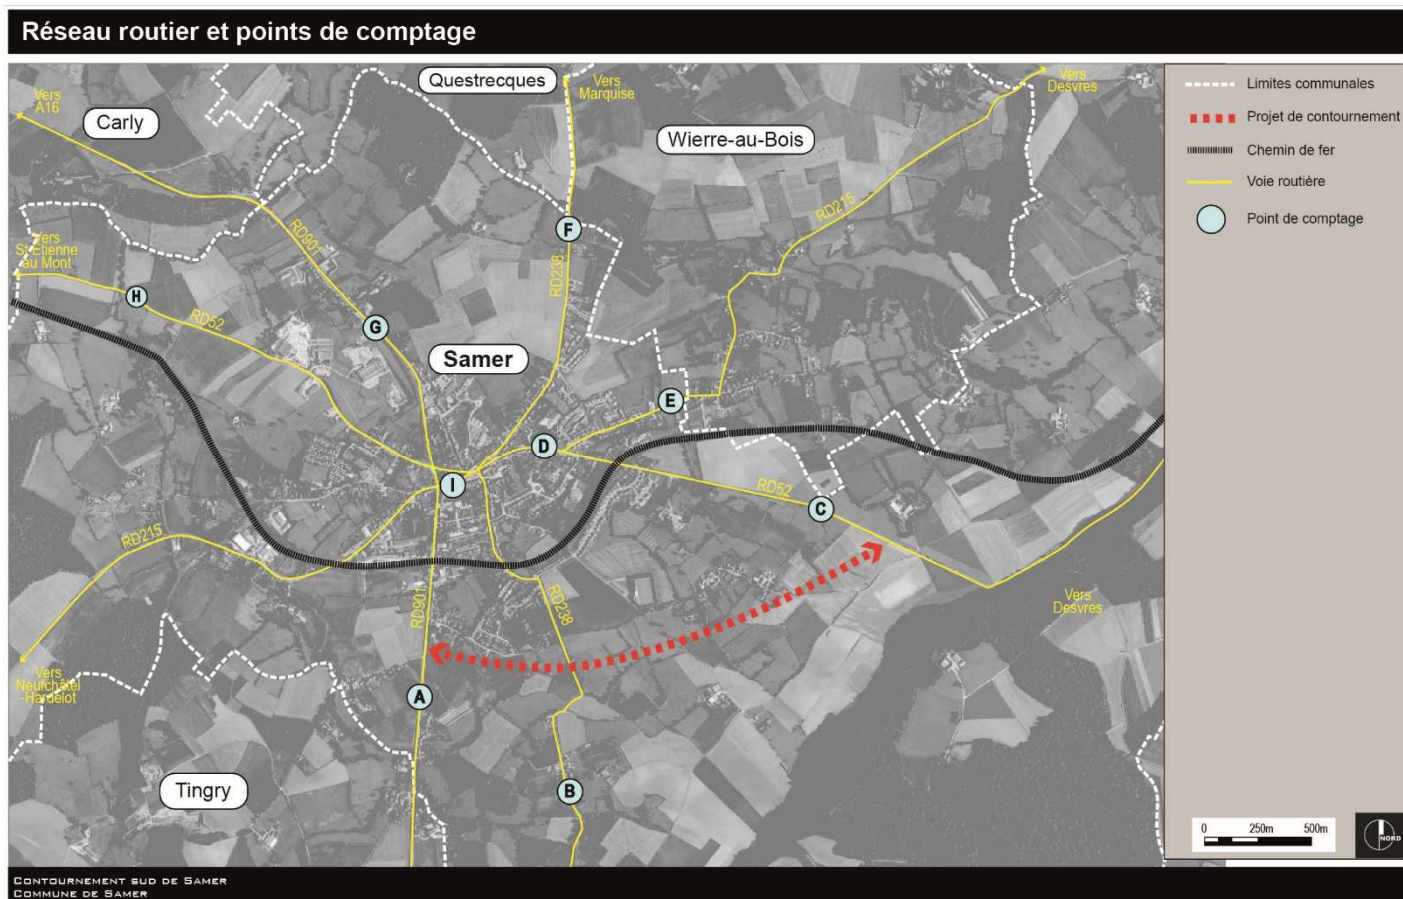 Réseau routier et points de comptage
Questrecques
Vers
Marquise
Vers
Desvres
Vers
A16
Carly
Wierre-au-Bois
RD215
RD901
F
Vers
St Etienne
au Mont
RD238
H
RD52
G
Samer
E
D
I
RD52
C
RD215
RD901
RD238
Vers
Desvres
Vers
Neufchâtel
-Hardelot
A
Tingry
B
Limites communales
Projet de contournement
Chemin de fer
Voie routière
Point de comptage
0 250m 500m
NORD
CONTOURNEMENT SUD DE SAMER
COMMUNE DE SAMER